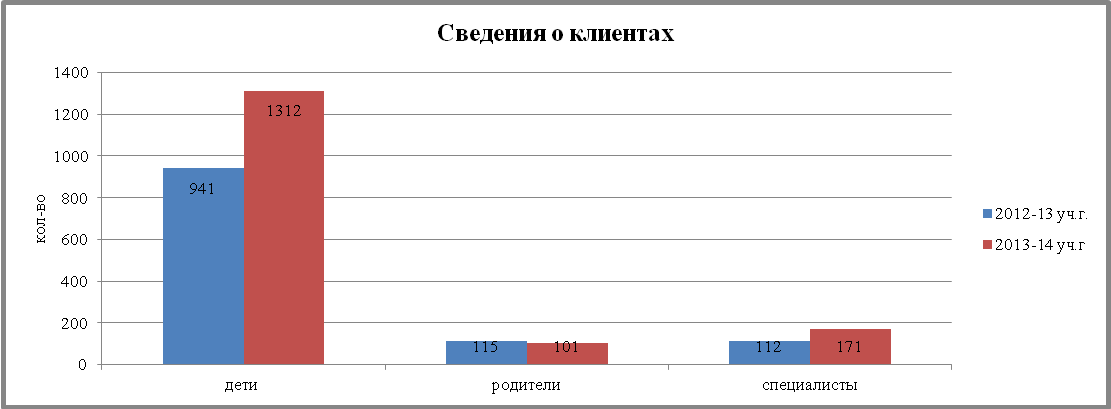 Сведения о клиентах
1400
1200
1000
800
600
400
200
0
кол-во
941
1312
115
101
112
171
дети
родители
специалисты
2012-13 уч.г.
2013-14 уч.г